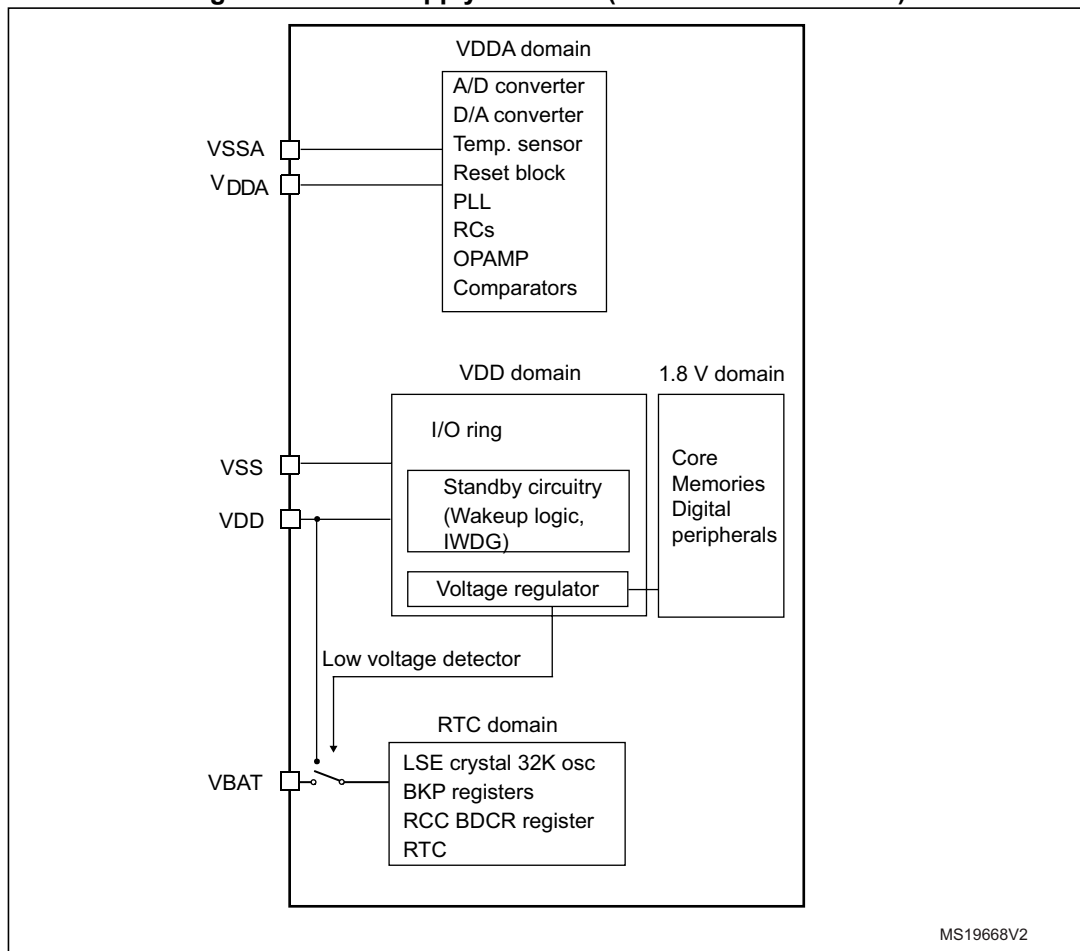 VDDA domain
A/D converter
D/A converter
Temp. sensor
Reset block
PLL
RCs
OPAMP
Comparators
VSSA
VDDA
VDD domain
1.8 V domain
I/O ring
Standby circuitry
(Wakeup logic,
IWDG)
Voltage regulator
Core
Memories
Digital
peripherals
VSS
VDD
Low voltage detector
RTC domain
LSE crystal 32K osc
BKP registers
RCC BDCR register
RTC
VBAT
MS19668V2